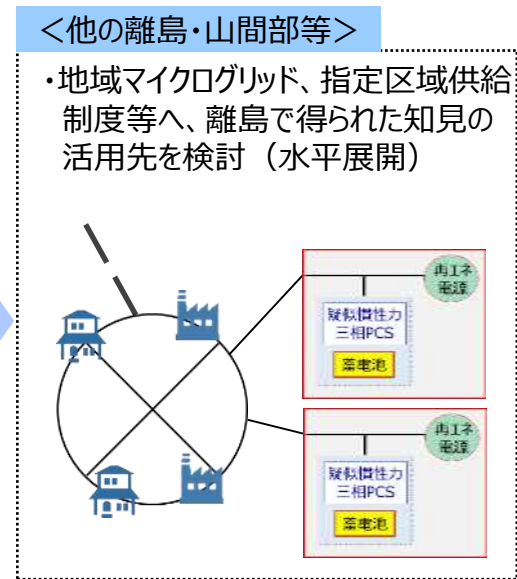 ＜他の離島・山間部等＞
・地域マイクログリッド、指定区域供給
制度等へ、離島で得られた知見の
活用先を検討（水平展開）
再エネ
電源
疑似慣性力
三相PCS
蓄電池
再エネ
電源
疑似慣性力
三相PCS
蓄電池